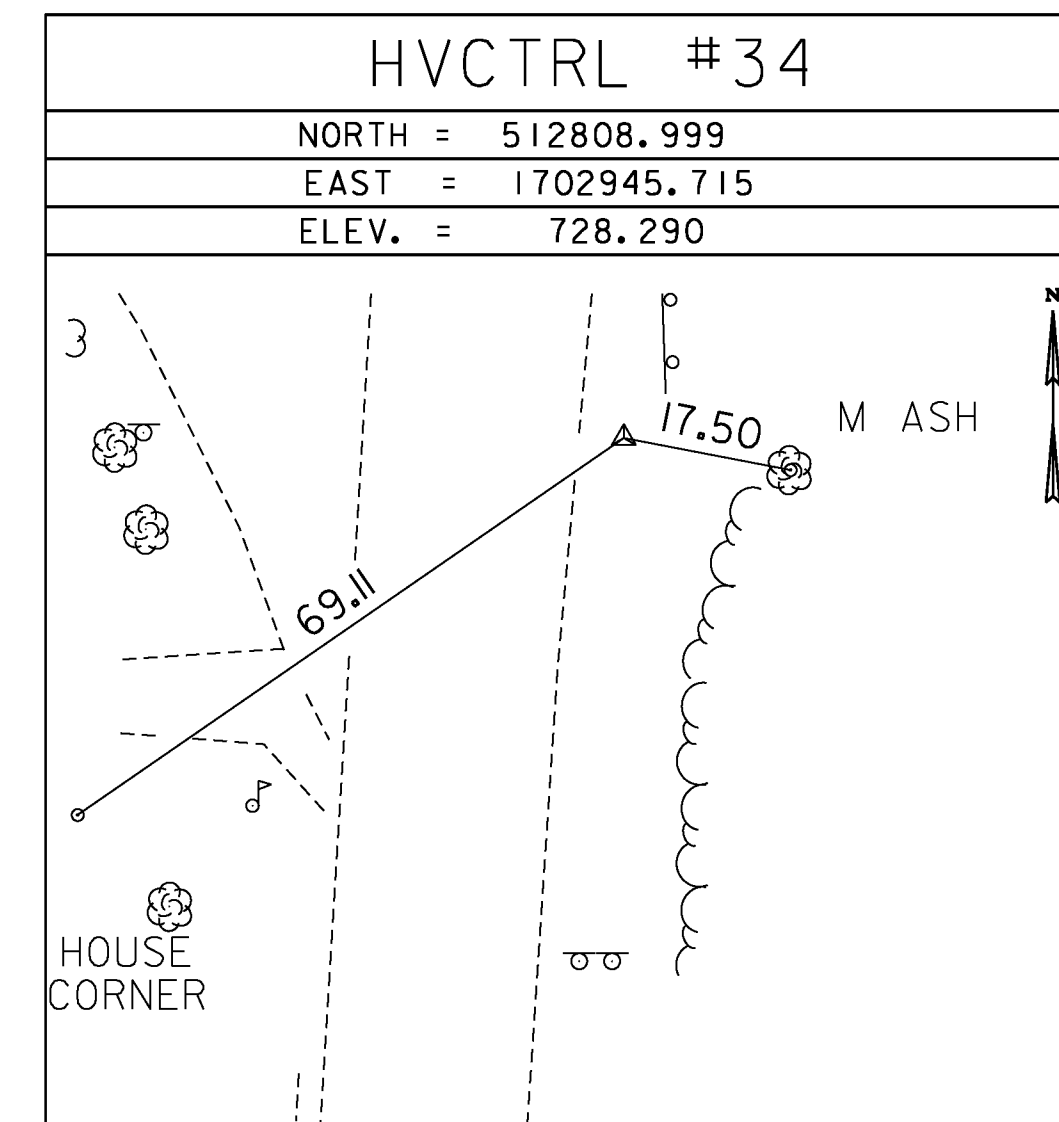 HVCTRL #34
NORTH = 512808.999
EAST = 1702945.715
ELEV. = 728.290
N
M ASH
17.50
69.11
HOUSE
CORNER